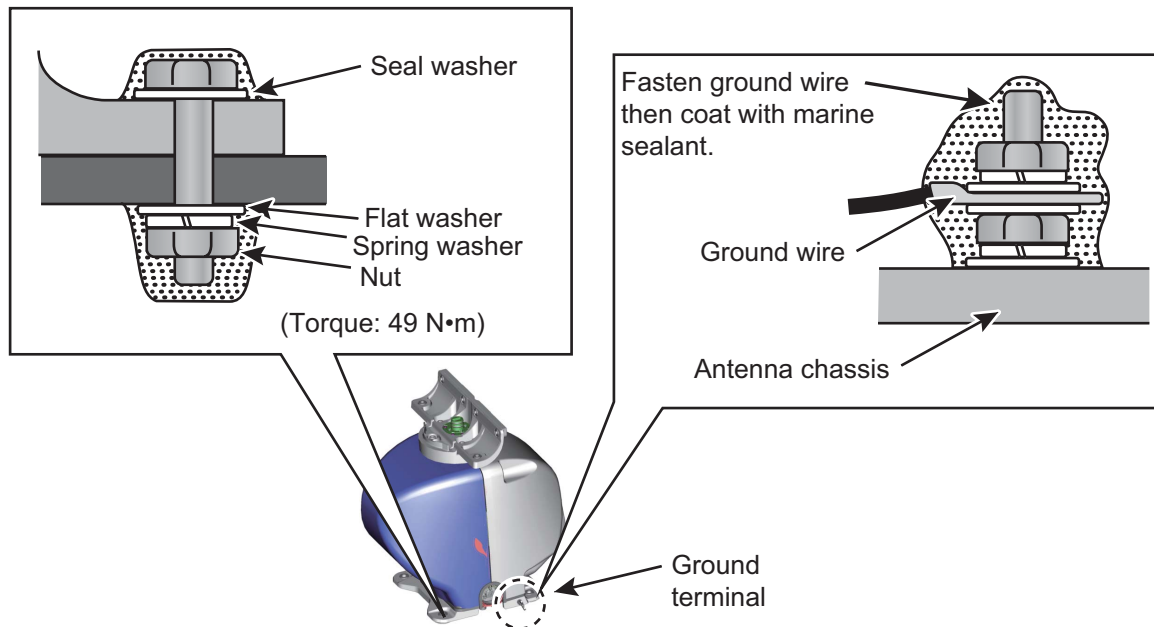 Seal washer
Flat washer
Spring washer
Nut
(Torque: 49 N•m)
Fasten ground wire
then coat with marine
sealant.
Ground wire
Antenna chassis
Ground
terminal